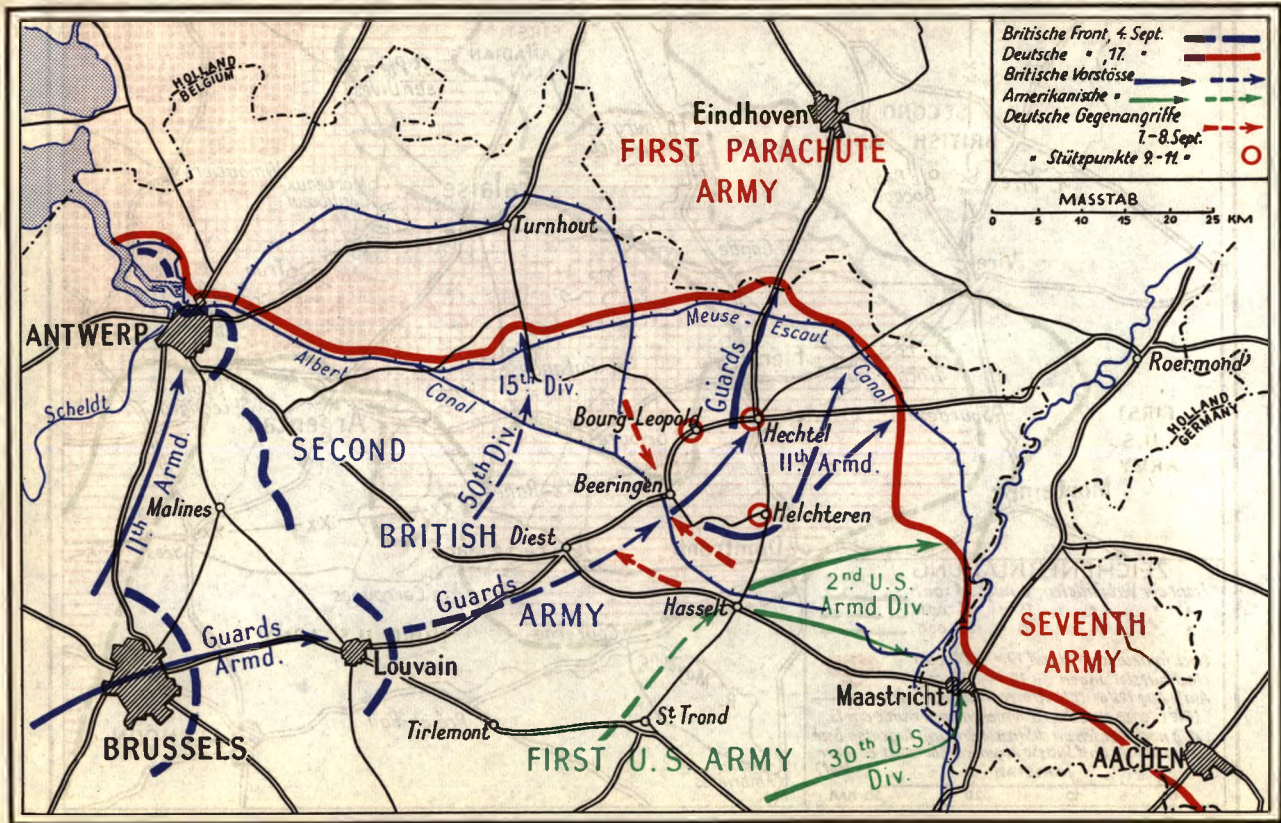 Britische Front, 4. Sept.
Deutsche " , 17. "
Britische Vorstösse
Amerikanische "
Deutsche Gegenangriffe
7.-8. Sept.
" Stützpunkte 9.-11. "
MASSTAB
0 5 10 15 20 25 KM
HOLLAND
BELGIUM
Eindhoven
FIRST PARACHUTE
ARMY
Turnhout
ANTWERP
Albert
Canal
Meuse - Escaut
Canal
Roermond
HOLLAND
GERMANY
Scheldt
15th Div.
50th Div.
Guards
Bourg-Leopold
Hechtel
11th Armd.
SECOND
BRITISH
ARMY
Beeringen
Helchteren
Malines
11th Armd.
Diest
Guards
Hasselt
2nd U.S.
Armd. Div
Guards
Armd.
Louvain
SEVENTH
ARMY
Maastricht
BRUSSELS
Tirlemont
St. Trond
FIRST U.S. ARMY
30th U.S
Div.
AACHEN